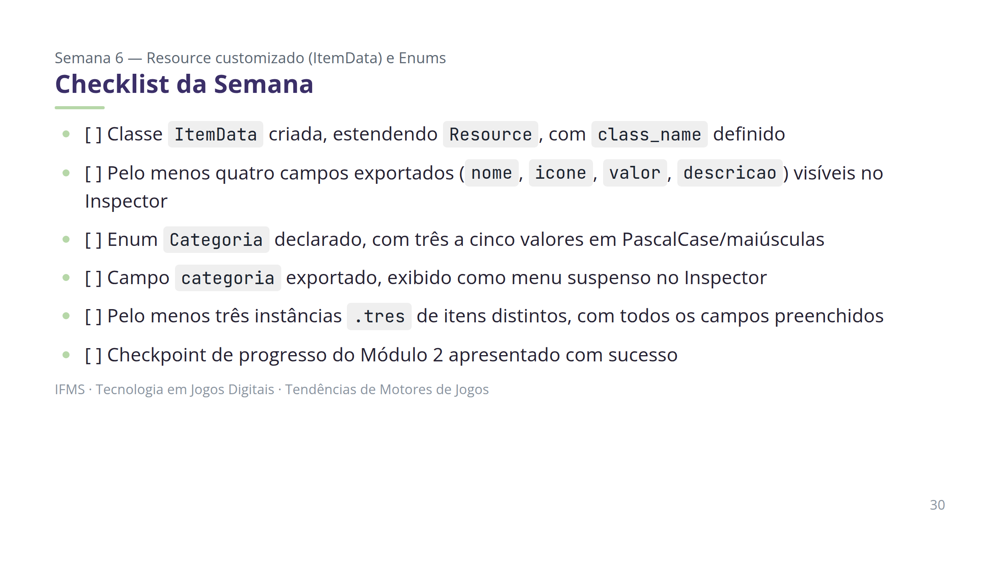 Semana 6 — Resource customizado (ItemData) e Enums
Checklist da Semana
[ ] Classe ItemData criada, estendendo Resource, com class_name definido
[ ] Pelo menos quatro campos exportados (nome, icone, valor, descricao) visíveis no
Inspector
[ ] Enum Categoria declarado, com três a cinco valores em PascalCase/maiúsculas
[ ] Campo categoria exportado, exibido como menu suspenso no Inspector
[ ] Pelo menos três instâncias .tres de itens distintos, com todos os campos preenchidos
[ ] Checkpoint de progresso do Módulo 2 apresentado com sucesso
IFMS · Tecnologia em Jogos Digitais · Tendências de Motores de Jogos
30